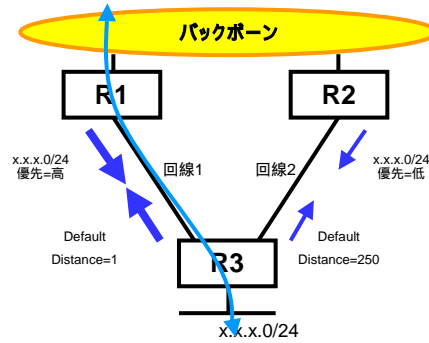 バックボーン
R1
R2
x.x.x.0/24
優先=高
回線1
回線2
x.x.x.0/24
優先=低
Default
Distance=1
Default
Distance=250
R3
x.x.x.0/24